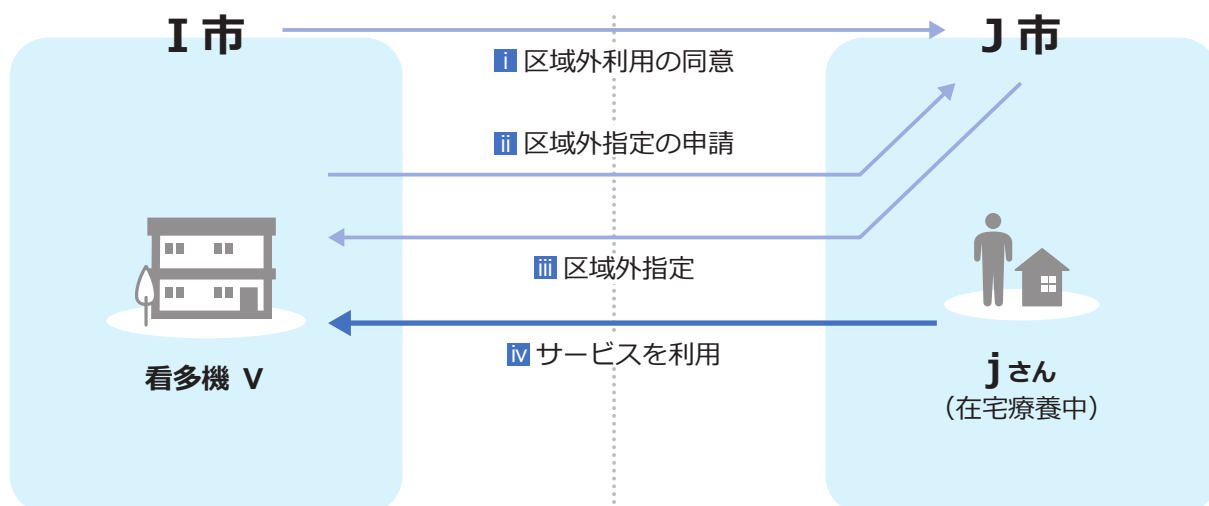 I 市
J 市
ⅰ 区域外利用の同意
ⅱ 区域外指定の申請
ⅲ 区域外指定
ⅳ サービスを利用
看多機 V
jさん
（在宅療養中）